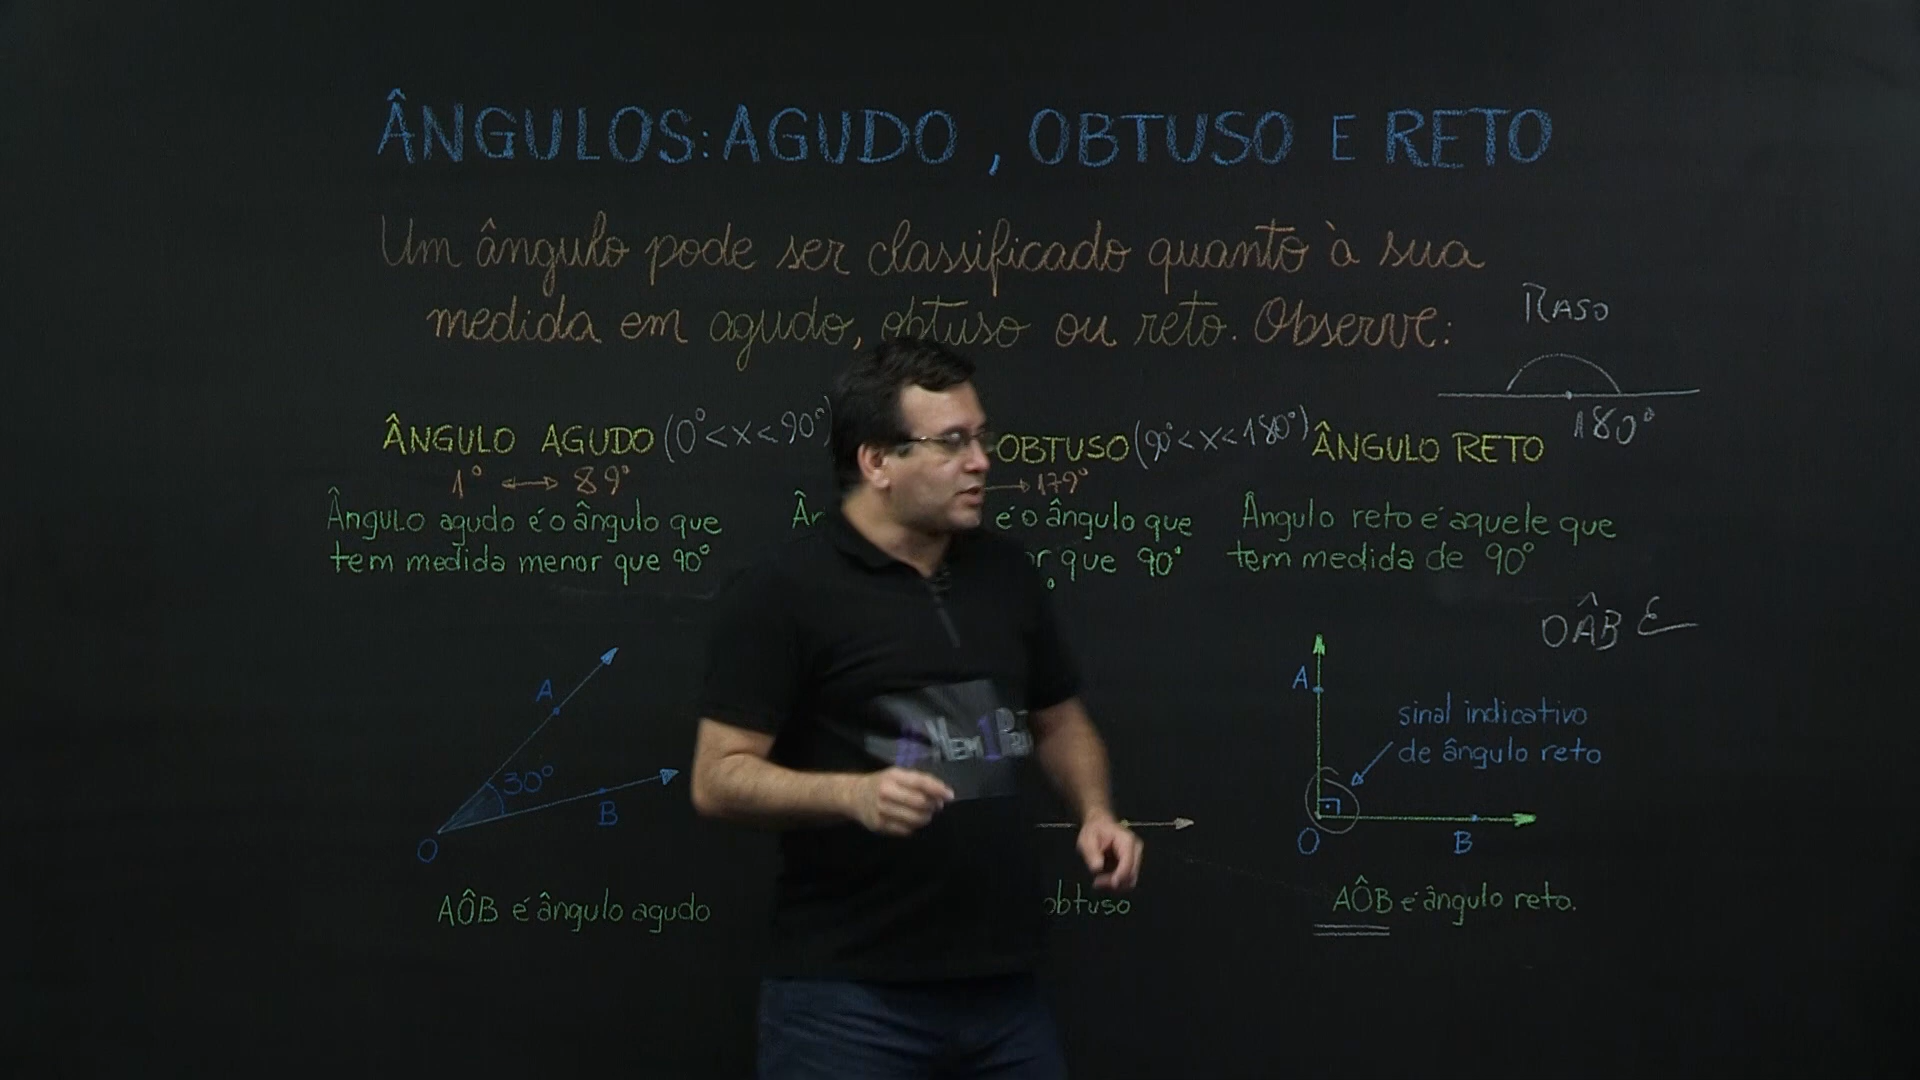 ÂNGULOS: AGUDO, OBTUSO E RETO
Um ângulo pode ser classificado quanto à sua
medida em agudo, obtuso ou reto. Observe:
RASO
180°
ÂNGULO AGUDO (0° < x < 90°)
1° ↔ 89°
Ângulo agudo é o ângulo que
tem medida menor que 90°
A
30°
B
O
AÔB é ângulo agudo
OBTUSO (90° < x < 180°)
→ 179°
é o ângulo que
que 90°
obtuso
ÂNGULO RETO
Ângulo reto é aquele que
tem medida de 90°
OÂB
A
sinal indicativo
de ângulo reto
O
B
AÔB é ângulo reto.